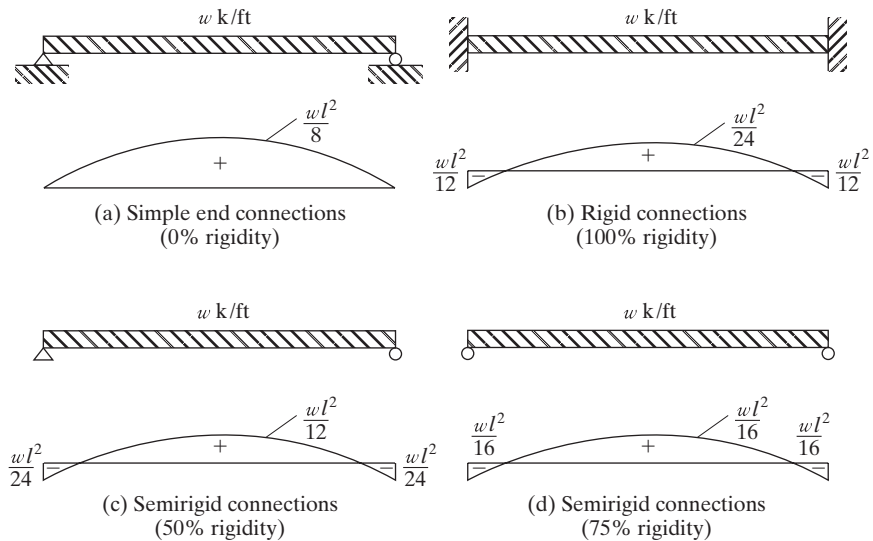 w k/ft
wl²/8
+
(a) Simple end connections
(0% rigidity)
w k/ft
wl²/12
−
+
wl²/24
−
wl²/12
(b) Rigid connections
(100% rigidity)
w k/ft
wl²/24
−
+
wl²/12
−
wl²/24
(c) Semirigid connections
(50% rigidity)
w k/ft
wl²/16
−
+
wl²/16
−
wl²/16
(d) Semirigid connections
(75% rigidity)